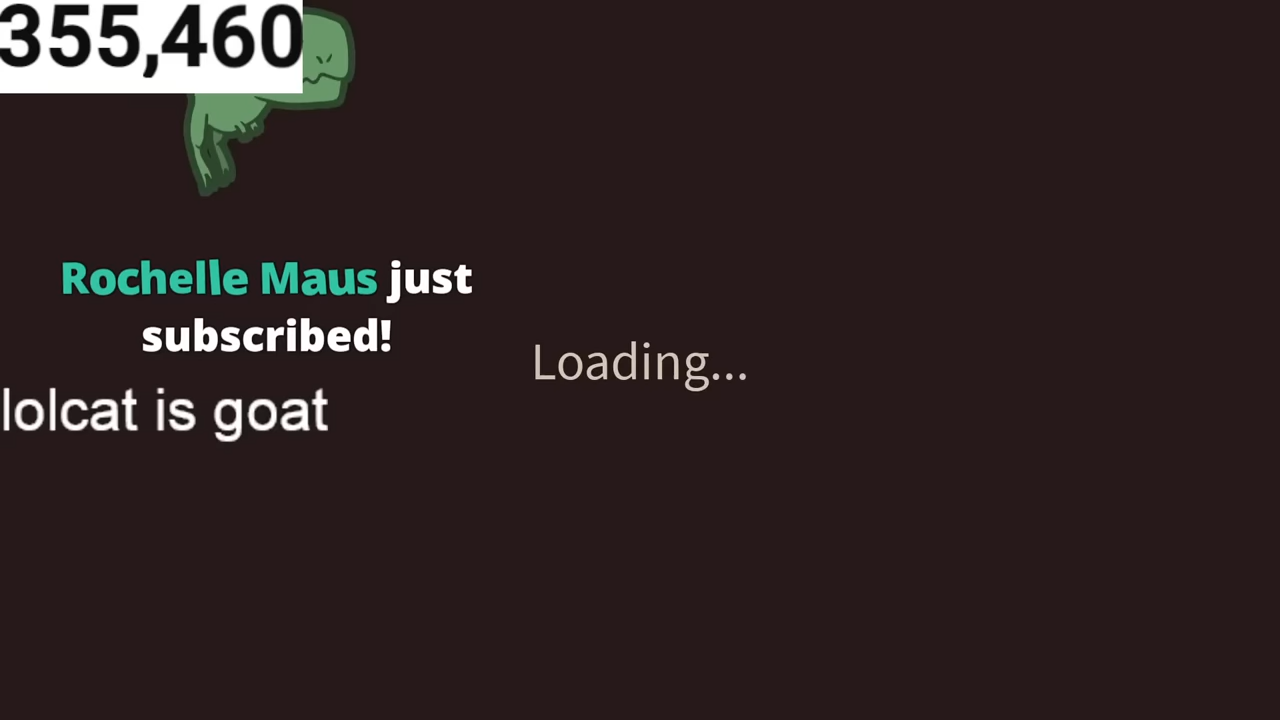 355,460
Rochelle Maus just
subscribed!
Loading...
lolcat is goat